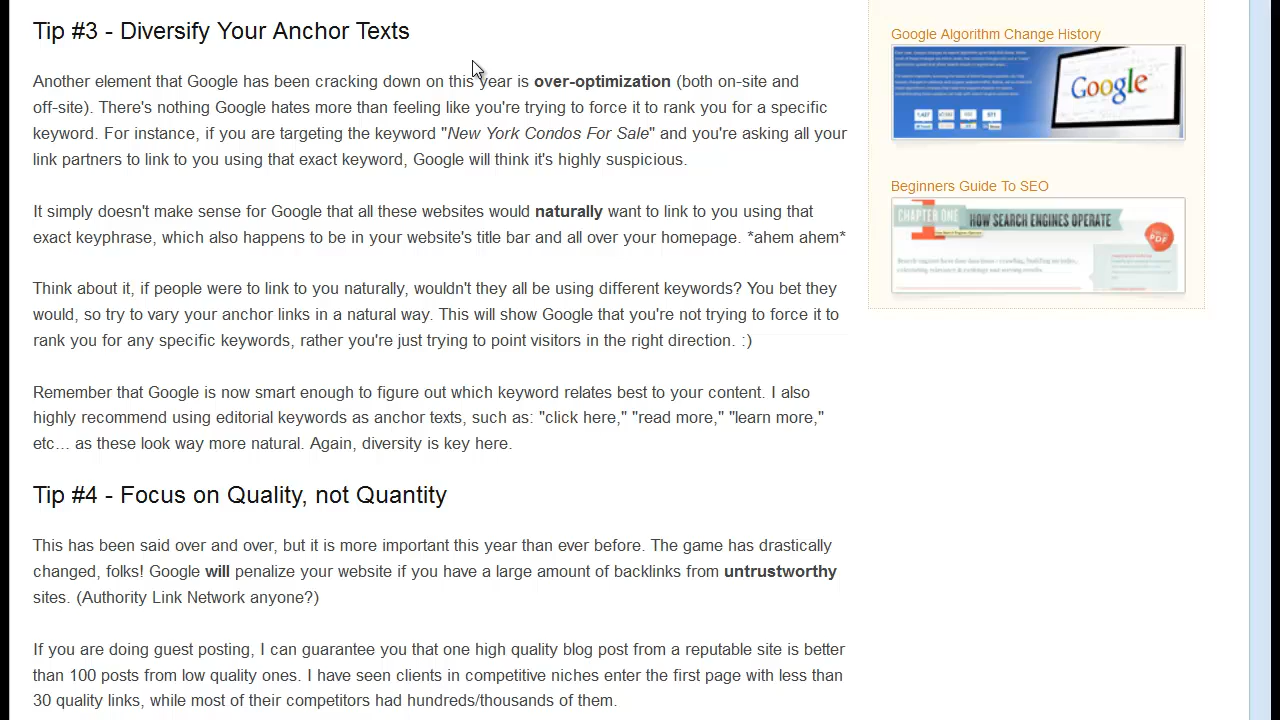 Tip #3 - Diversify Your Anchor Texts
Another element that Google is seriously cracking down on this year is over-optimization (both on-site and
off-site). There's nothing more that Google hates than feeling like you're trying to force it to rank you for a specific
keyword. For instance, if you are targeting the keyword "New York Condos For Sale" and you're asking all your
link partners to link to you using that exact keyword, Google will think it's highly suspicious.
It simply doesn't make sense for Google that all these websites would naturally want to link to you using that
exact keyphrase, which also happens to be in your website's title bar and all over your homepage. *ahem ahem*
Think about it, if people were to link to you naturally, wouldn't they all be using different keywords? You bet they
would, so try to vary your anchor links in a natural way. This will show Google that you're not trying to force it to
rank you for any specific keywords, rather you're just trying to point visitors in the right direction. :)
Remember that Google is now smart enough to figure out which keyword relates best to your content. I also
highly recommend using editorial keywords as anchor texts, such as: "click here," "read more," "learn more,"
etc... as these look way more natural. Again, diversity is key here.
Tip #4 - Focus on Quality, not Quantity
This has been said over and over, but it is more important this year than ever before. The game has drastically
changed, folks! Google will penalize your website if you have a large amount of backlinks from untrustworthy
sites. (Authority Link Network anyone?)
If you are doing guest posting, I can guarantee you that one high quality blog post from a reputable site is better
than 100 posts from low quality ones. I have seen clients in competitive niches enter the first page with less than
30 quality links, while most of their competitors had hundreds/thousands of them.
Google Algorithm Change History
Google
Beginners Guide To SEO
CHAPTER ONE
HOW SEARCH ENGINES OPERATE
PDF